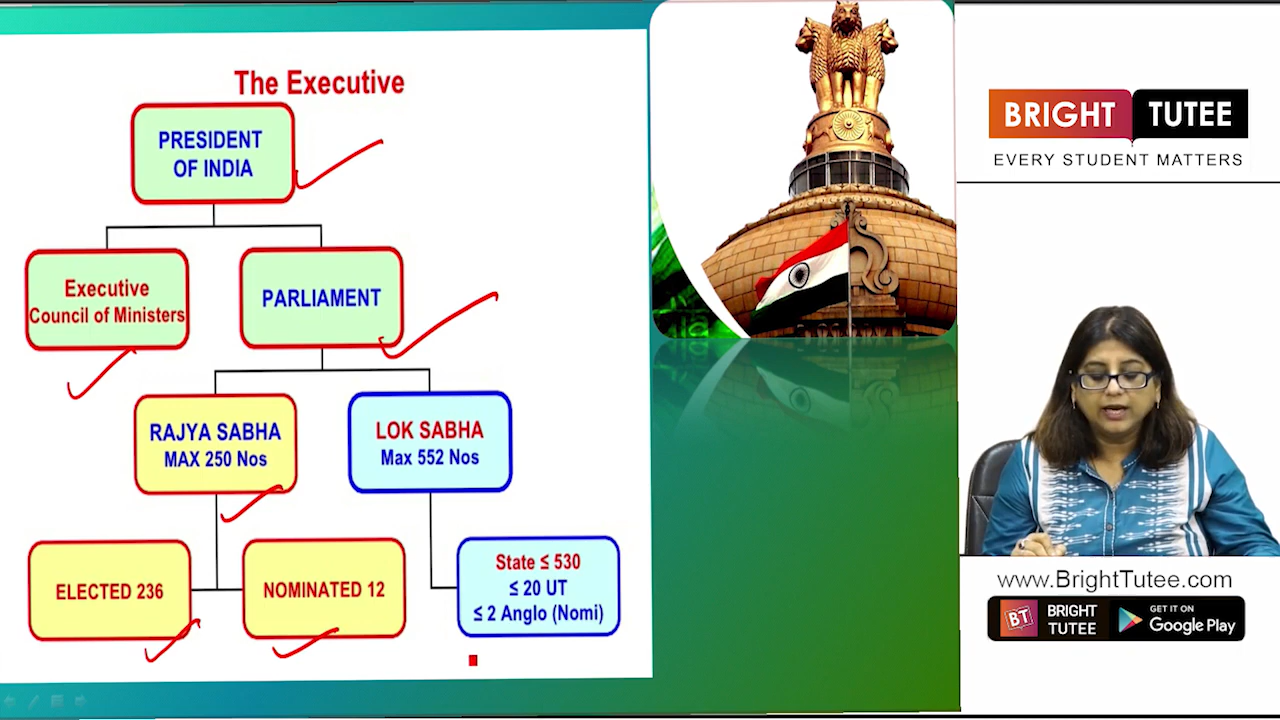 The Executive
PRESIDENT
OF INDIA
Executive
Council of Ministers
PARLIAMENT
RAJYA SABHA
MAX 250 Nos
LOK SABHA
Max 552 Nos
ELECTED 236
NOMINATED 12
State ≤ 530
≤ 20 UT
≤ 2 Anglo (Nomi)
BRIGHT TUTEE
EVERY STUDENT MATTERS
www.BrightTutee.com
BT
BRIGHT
TUTEE
GET IT ON
Google Play